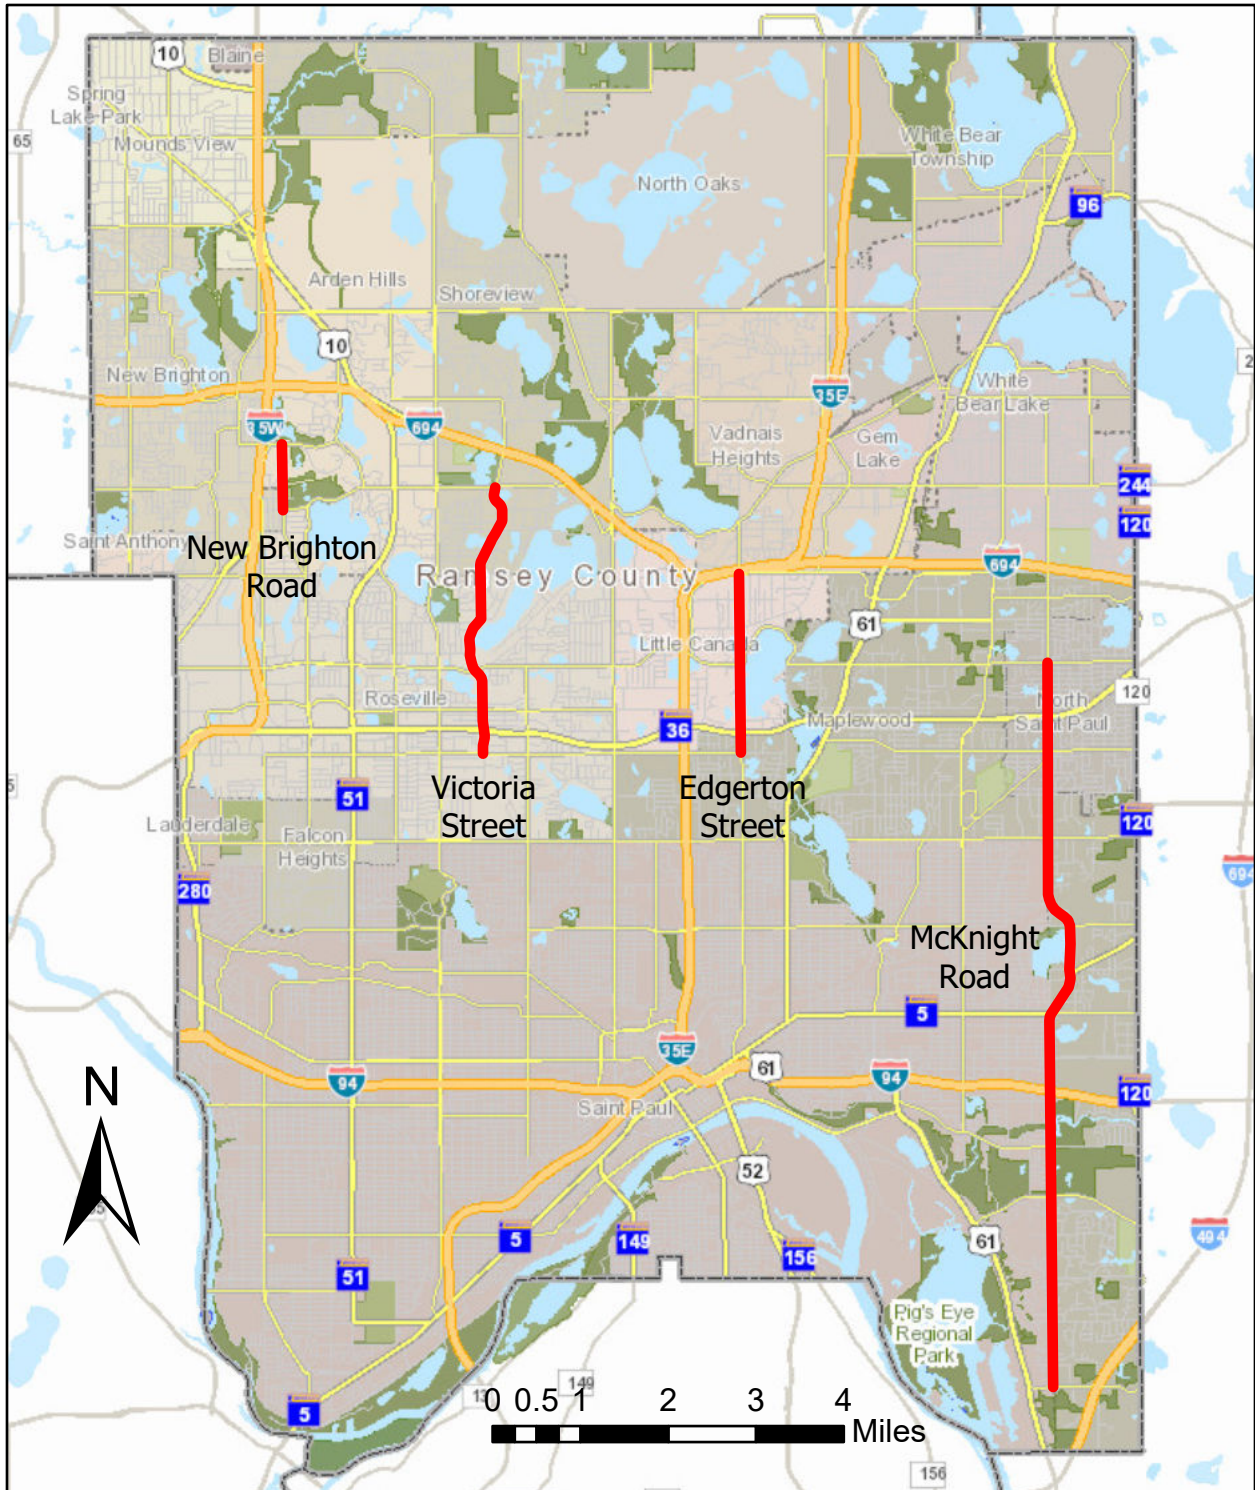 10
Blaine
Spring
Lake Park
65
Mounds View
White Bear
Township
North Oaks
96
Arden Hills
Shoreview
10
New Brighton
35E
White
Bear Lake
35W
694
Vadnais
Heights
Gem
Lake
244
120
Saint Anthony
New Brighton
Road
Ramsey County
694
61
Little Canada
Roseville
120
North
Saint Paul
36
Maplewood
51
Victoria
Street
Edgerton
Street
120
Lauderdale
Falcon
Heights
280
694
McKnight
Road
5
35E
61
94
94
120
Saint Paul
N
52
5
149
156
61
494
51
Pig's Eye
Regional
Park
149
13
5
0 0.5 1 2 3 4
Miles
156